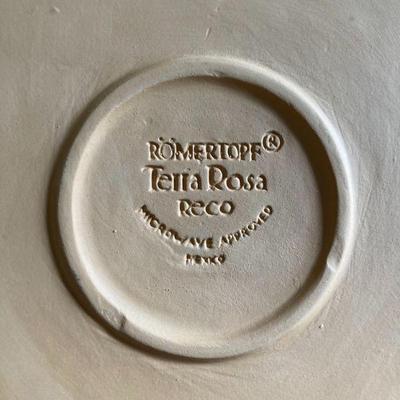 RÖMERTOPF®
Terra Rosa
Reco
MICROWAVE APPROVED
MEXICO